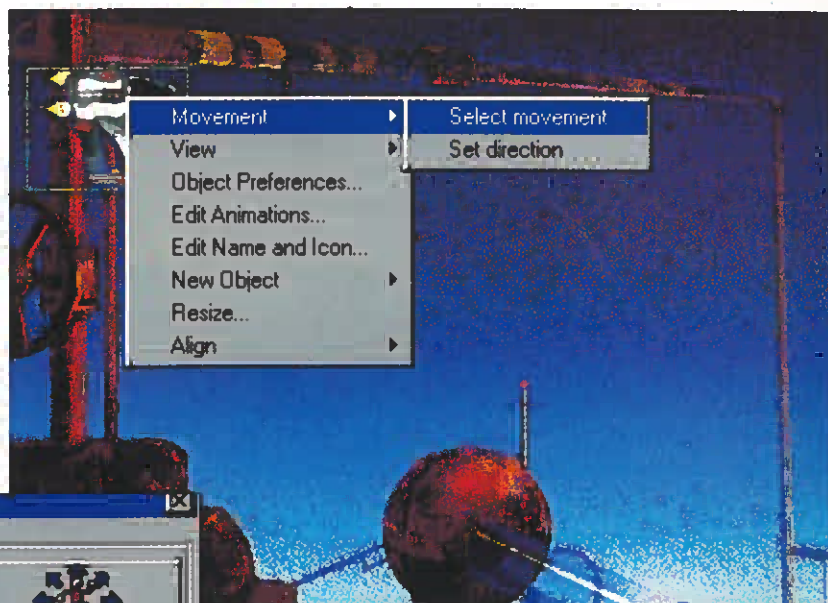 Movement
Select movement
View
Set direction
Object Preferences...
Edit Animations...
Edit Name and Icon...
New Object
Resize...
Align